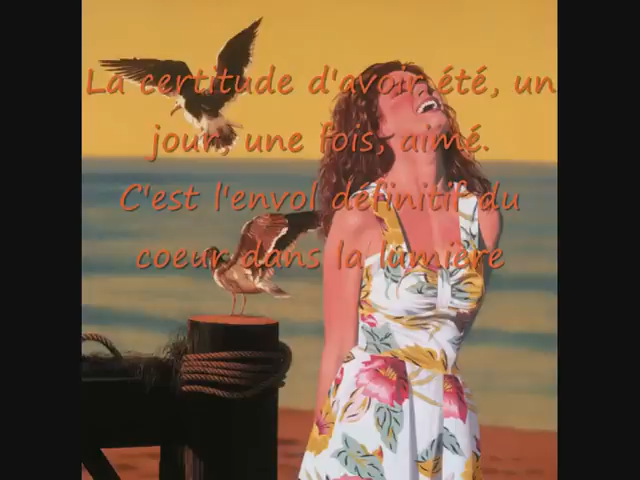 La certitude d'avoir été, un
jour, une fois, aimé.
C'est l'envol définitif du
coeur dans la lumière